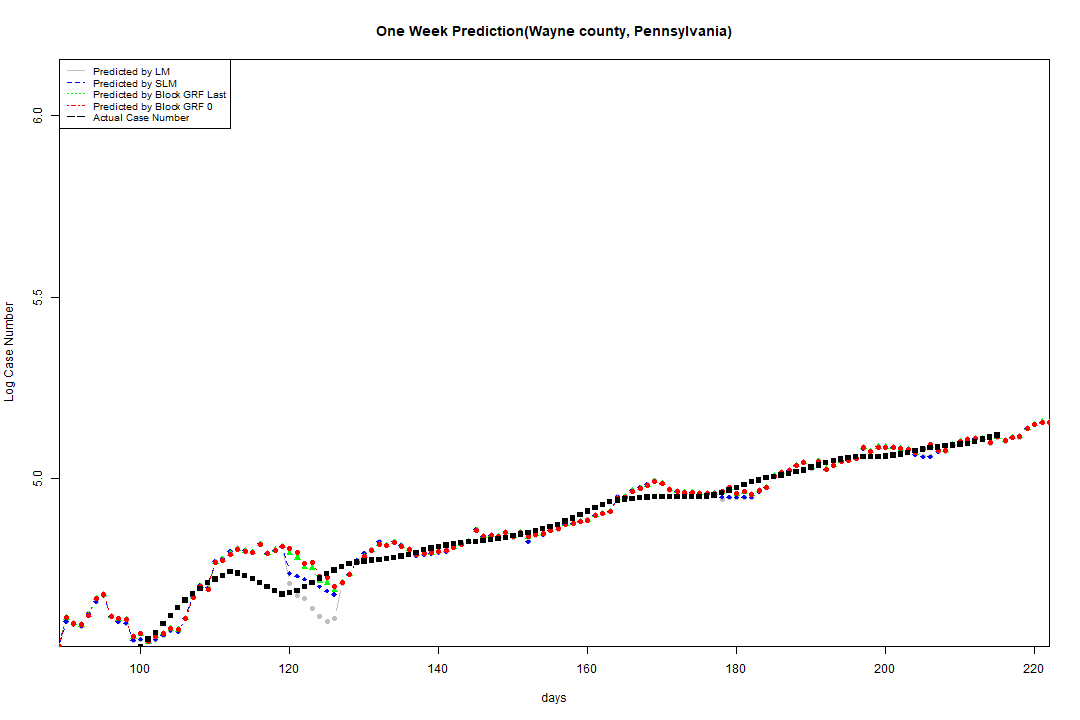 One Week Prediction(Wayne county, Pennsylvania)
Predicted by LM
Predicted by SLM
Predicted by Block GRF Last
Predicted by Block GRF 0
Actual Case Number
6.0
5.5
5.0
Log Case Number
100 120 140 160 180 200 220
days